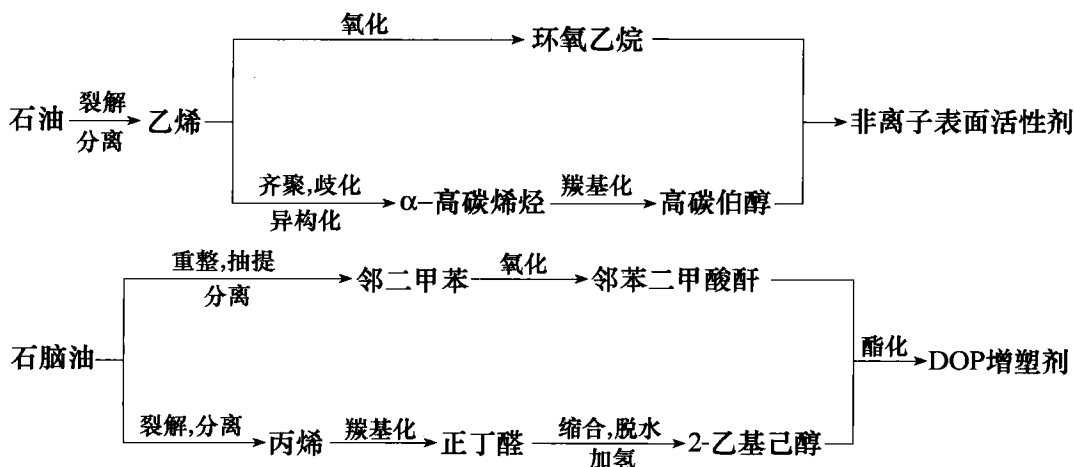 氧化
环氧乙烷
石油
裂解
分离
乙烯
非离子表面活性剂
齐聚,歧化
异构化
α-高碳烯烃
羰基化
高碳伯醇
重整,抽提
分离
邻二甲苯
氧化
邻苯二甲酸酐
石脑油
酯化
DOP增塑剂
裂解,分离
丙烯
羰基化
正丁醛
缩合,脱水
加氢
2-乙基己醇